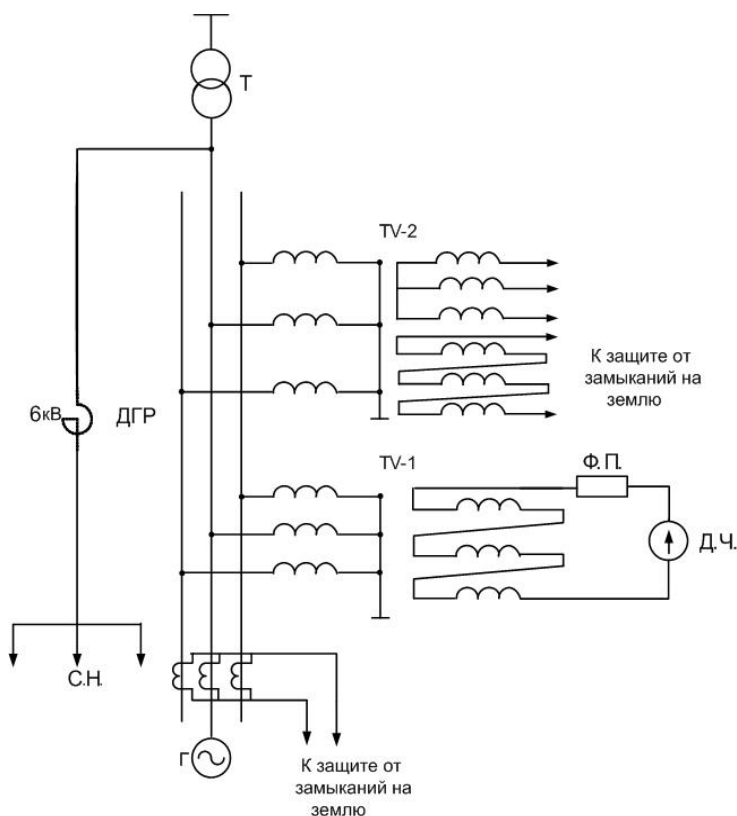 Т
TV-2
К защите от
замыканий на
землю
6кВ
ДГР
TV-1
Ф.П.
Д.Ч.
С.Н.
Г
К защите от
замыканий на
землю